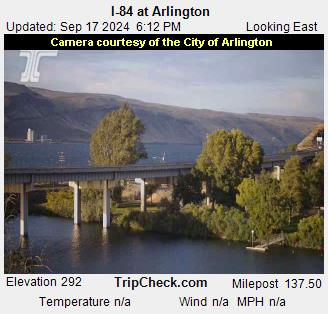 I-84 at Arlington
Updated: Sep 17 2024 6:12 PM Looking East
Camera courtesy of the City of Arlington
Elevation 292 TripCheck.com Milepost 137.50
Temperature n/a Wind n/a MPH n/a